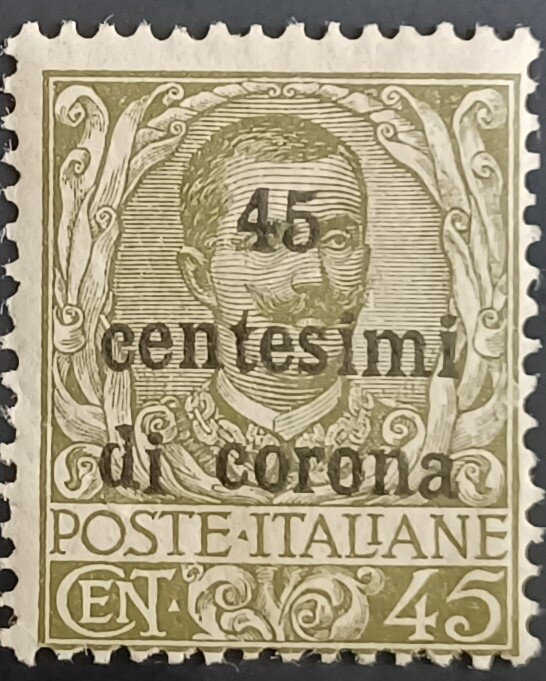 45
centesimi
di corona
POSTE·ITALIANE
CENT· 45